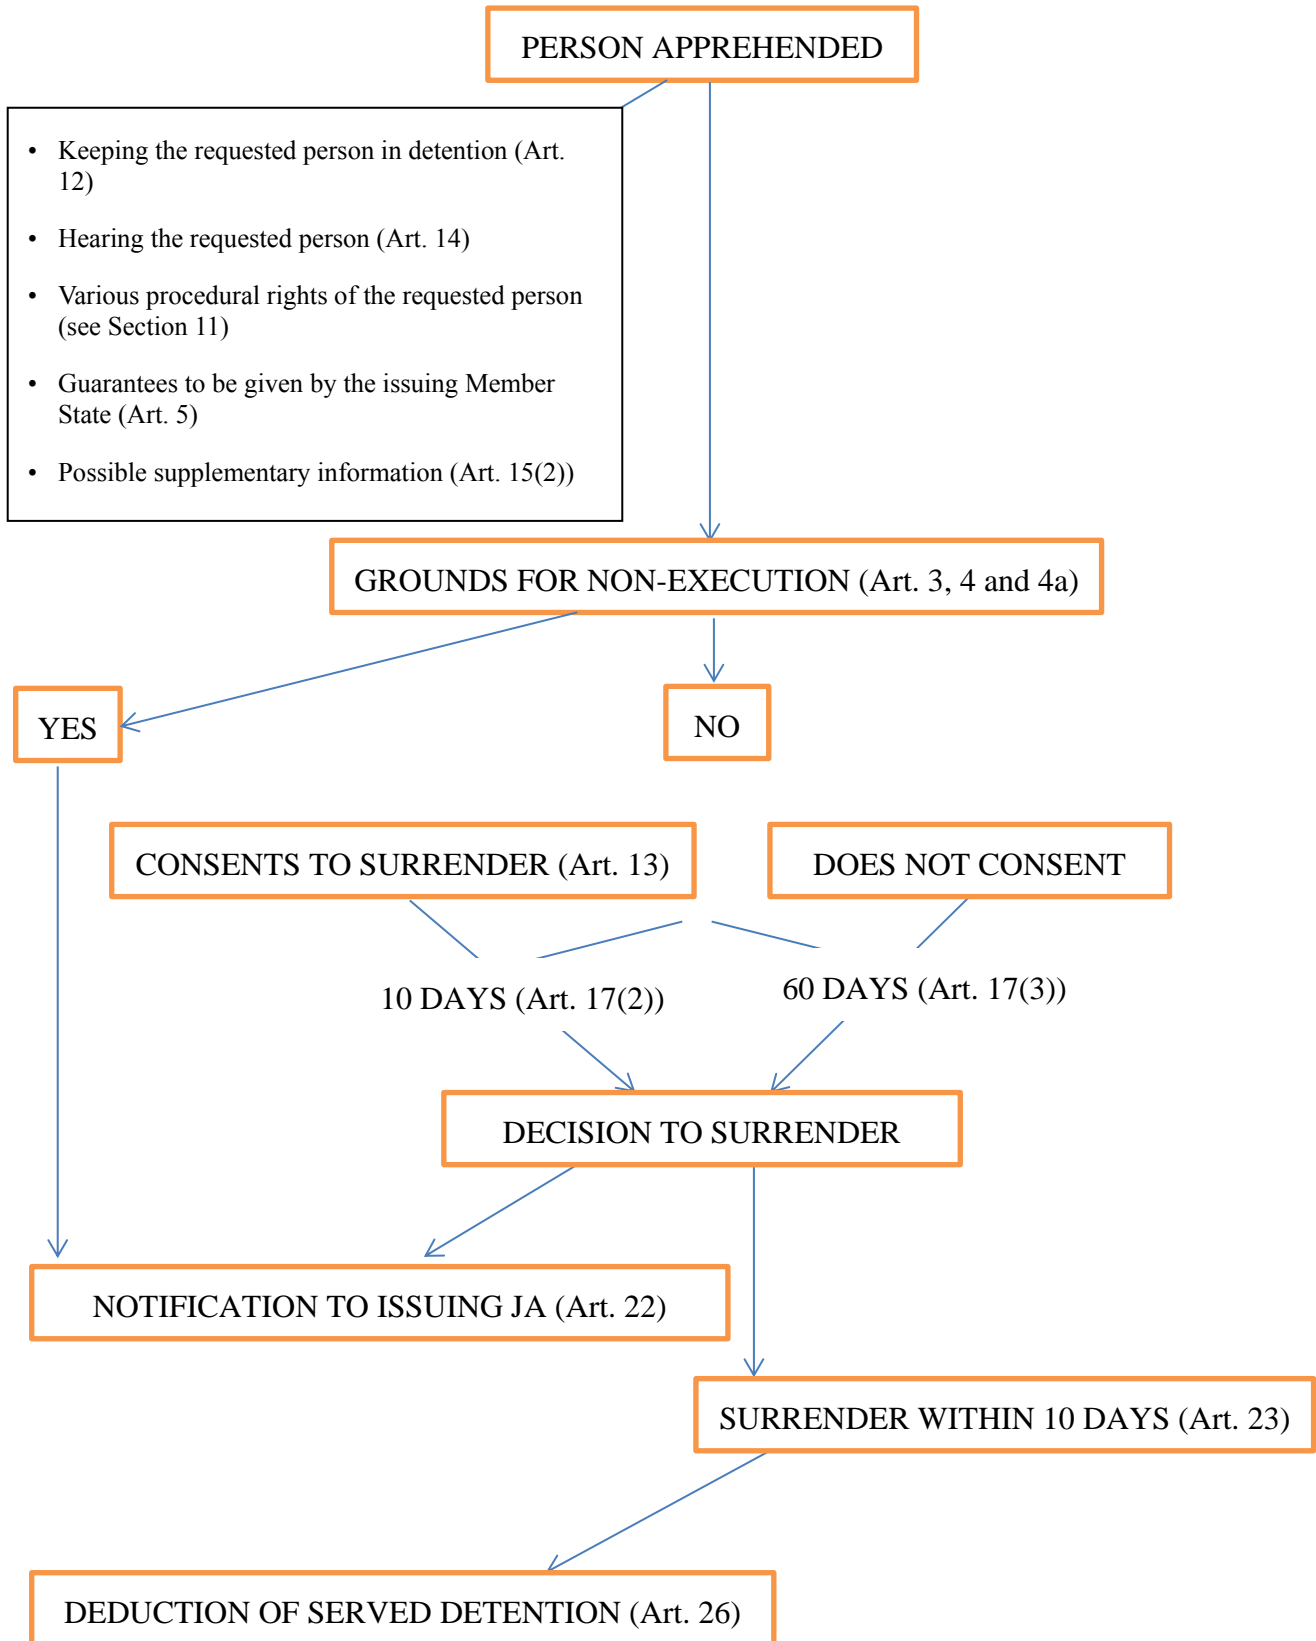 PERSON APPREHENDED
• Keeping the requested person in detention (Art.
12)
• Hearing the requested person (Art. 14)
• Various procedural rights of the requested person
(see Section 11)
• Guarantees to be given by the issuing Member
State (Art. 5)
• Possible supplementary information (Art. 15(2))
GROUNDS FOR NON-EXECUTION (Art. 3, 4 and 4a)
YES
NO
CONSENTS TO SURRENDER (Art. 13)
DOES NOT CONSENT
10 DAYS (Art. 17(2))
60 DAYS (Art. 17(3))
DECISION TO SURRENDER
NOTIFICATION TO ISSUING JA (Art. 22)
SURRENDER WITHIN 10 DAYS (Art. 23)
DEDUCTION OF SERVED DETENTION (Art. 26)